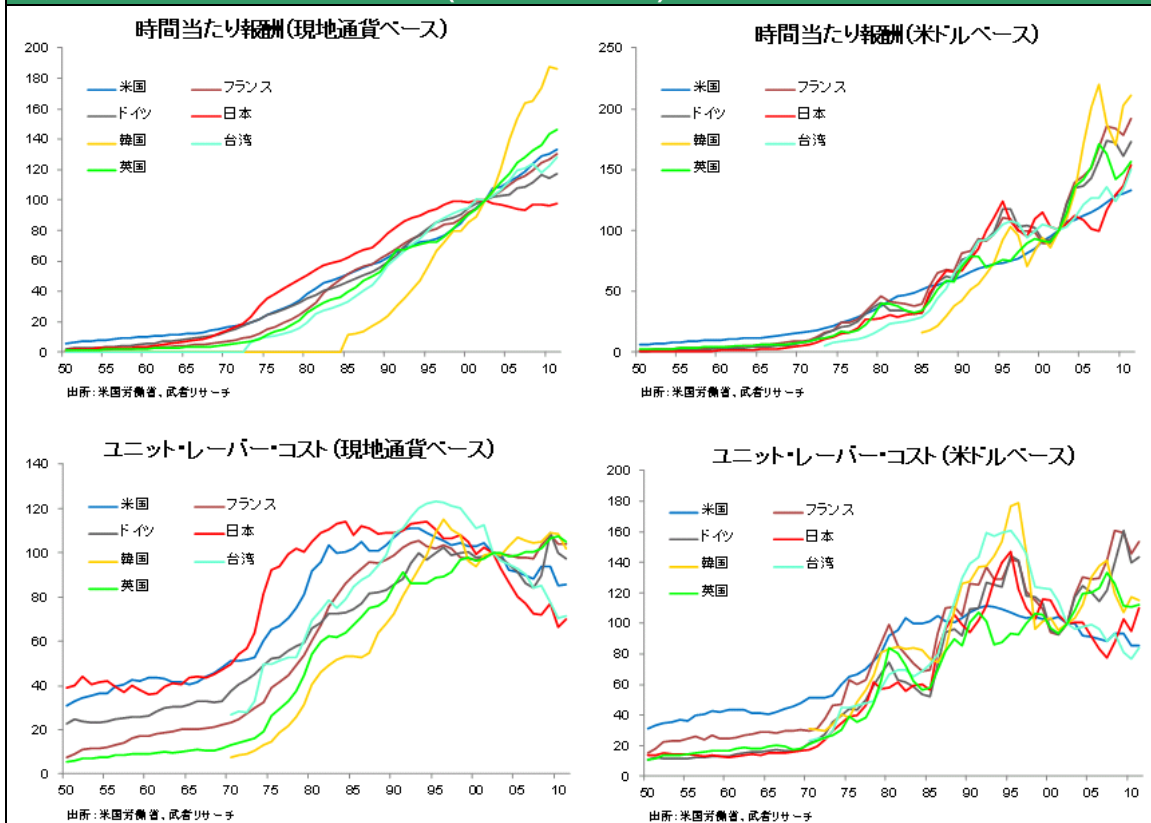 時間当たり報酬(現地通貨ベース)
200
180
160
140
120
100
80
60
40
20
0
米国 フランス
ドイツ 日本
韓国 台湾
英国
50 55 60 65 70 75 80 85 90 95 00 05 10
出所:米国労働省、武者リサーチ
時間当たり報酬(米ドルベース)
250
200
150
100
50
0
米国 フランス
ドイツ 日本
韓国 台湾
英国
50 55 60 65 70 75 80 85 90 95 00 05 10
出所:米国労働省、武者リサーチ
ユニット・レーバー・コスト(現地通貨ベース)
140
120
100
80
60
40
20
0
米国 フランス
ドイツ 日本
韓国 台湾
英国
50 55 60 65 70 75 80 85 90 95 00 05 10
出所:米国労働省、武者リサーチ
ユニット・レーバー・コスト(米ドルベース)
200
180
160
140
120
100
80
60
40
20
0
米国 フランス
ドイツ 日本
韓国 台湾
英国
50 55 60 65 70 75 80 85 90 95 00 05 10
出所:米国労働省、武者リサーチ